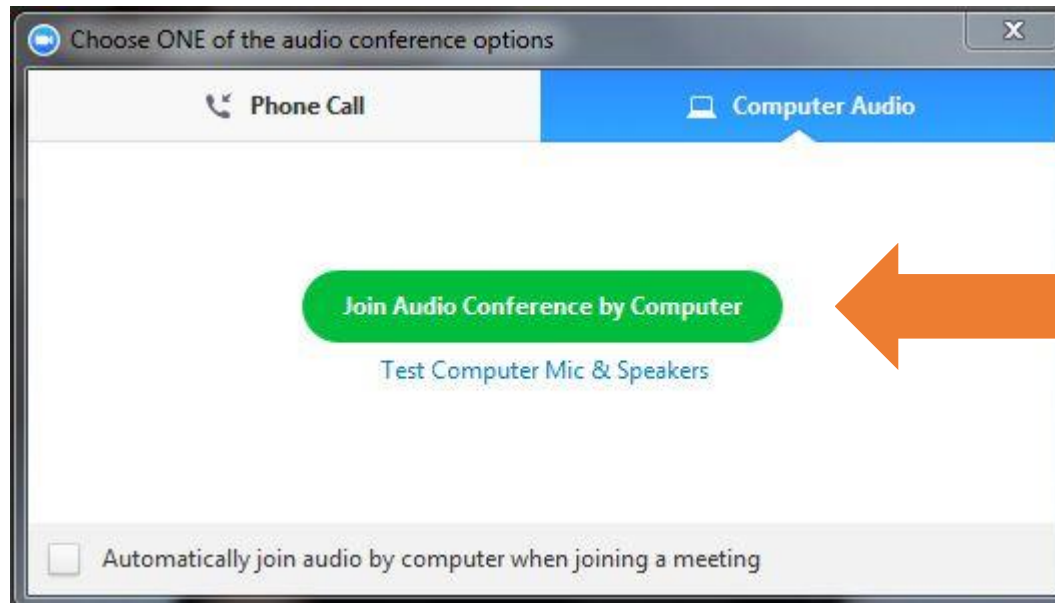 Choose ONE of the audio conference options
Phone Call
Computer Audio
Join Audio Conference by Computer
Test Computer Mic & Speakers
Automatically join audio by computer when joining a meeting